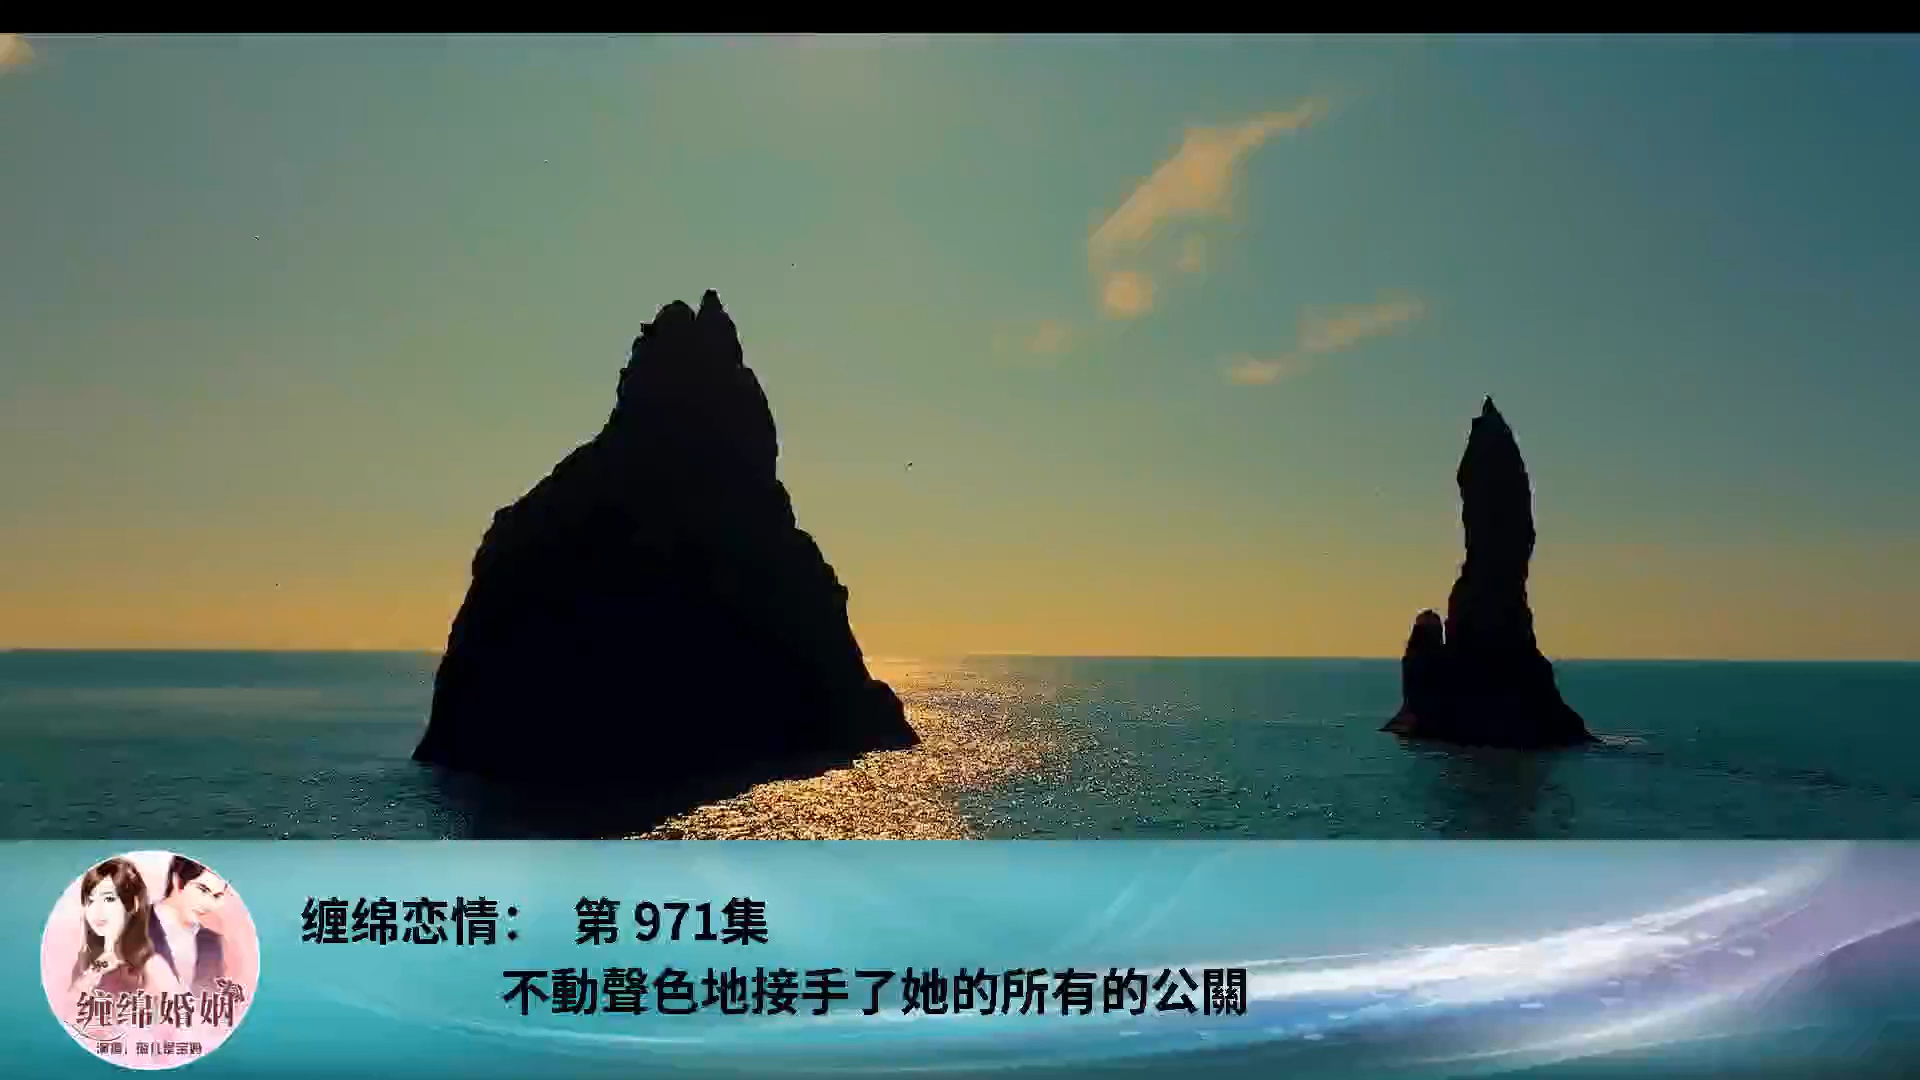 缠绵恋情： 第 971集
不動聲色地接手了她的所有的公關
缠绵婚姻